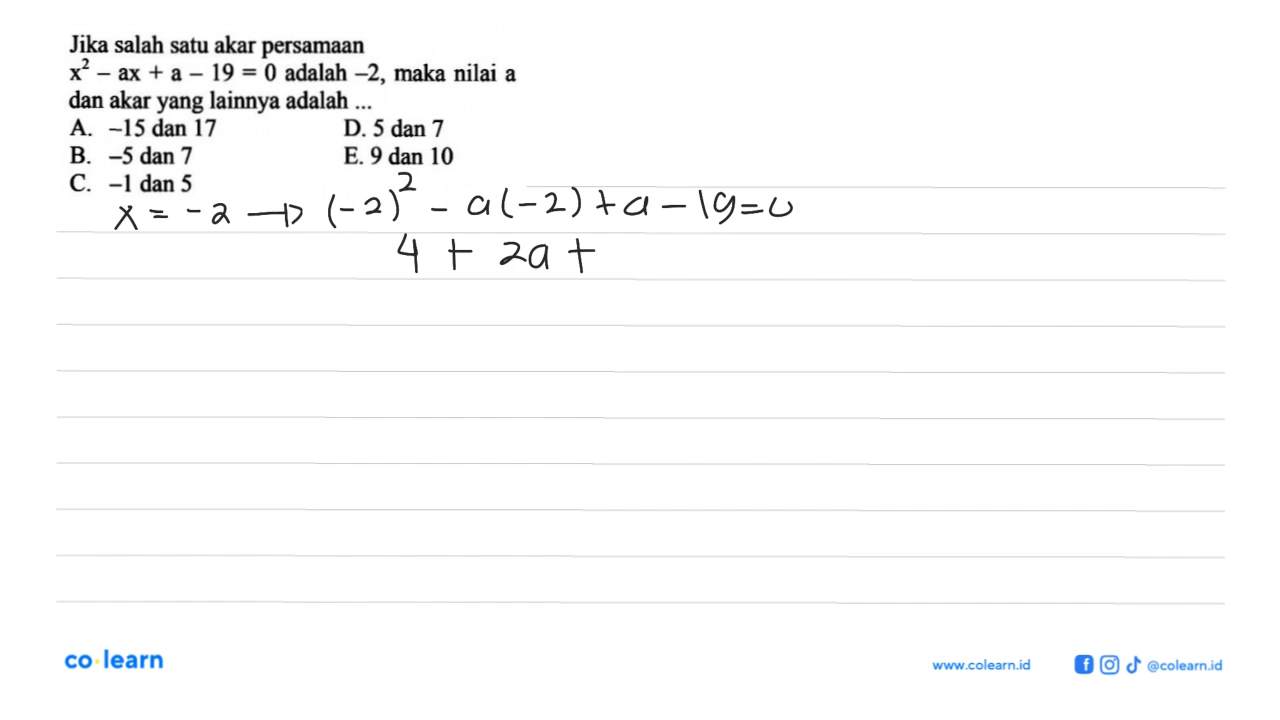 Jika salah satu akar persamaan
x² – ax + a – 19 = 0 adalah –2, maka nilai a
dan akar yang lainnya adalah ...
A. –15 dan 17 D. 5 dan 7
B. –5 dan 7 E. 9 dan 10
C. –1 dan 5
x = -2 → (-2)² - a(-2) + a - 19 = 0
4 + 2a +
co·learn www.colearn.id @colearn.id